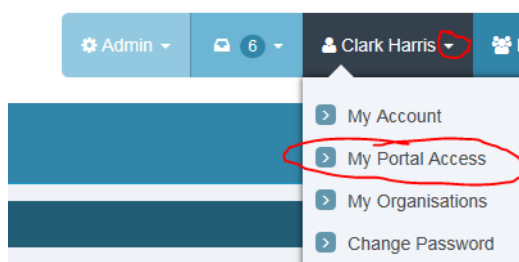 Admin 6 Clark Harris
My Account
My Portal Access
My Organisations
Change Password